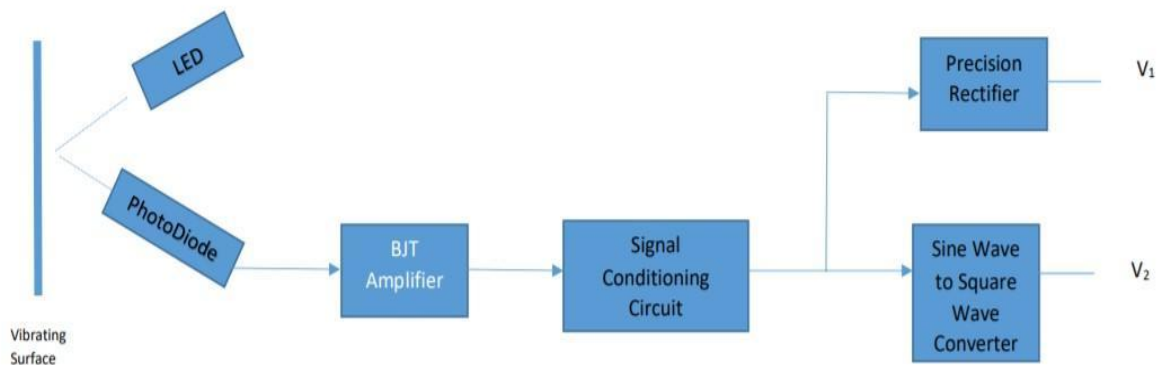 LED
PhotoDiode
Vibrating
Surface
BJT
Amplifier
Signal
Conditioning
Circuit
Precision
Rectifier
V₁
Sine Wave
to Square
Wave
Converter
V₂